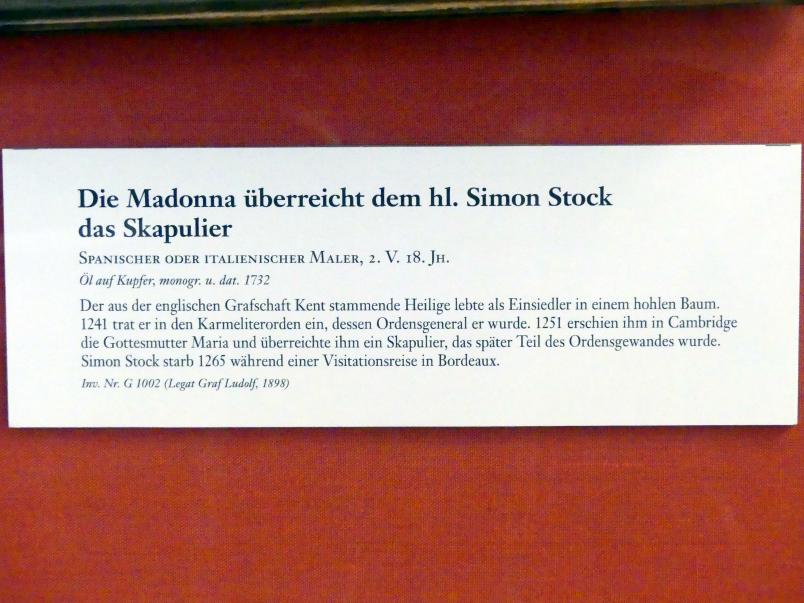 Die Madonna überreicht dem hl. Simon Stock
das Skapulier
Spanischer oder italienischer Maler, 2. V. 18. Jh.
Öl auf Kupfer, monogr. u. dat. 1732
Der aus der englischen Grafschaft Kent stammende Heilige lebte als Einsiedler in einem hohlen Baum.
1241 trat er in den Karmeliterorden ein, dessen Ordensgeneral er wurde. 1251 erschien ihm in Cambridge
die Gottesmutter Maria und überreichte ihm ein Skapulier, das später Teil des Ordensgewandes wurde.
Simon Stock starb 1265 während einer Visitationsreise in Bordeaux.
Inv. Nr. G 1002 (Legat Graf Ludolf, 1898)